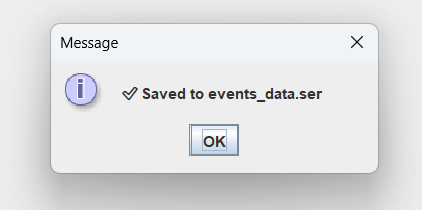 Message
✓ Saved to events_data.ser
OK